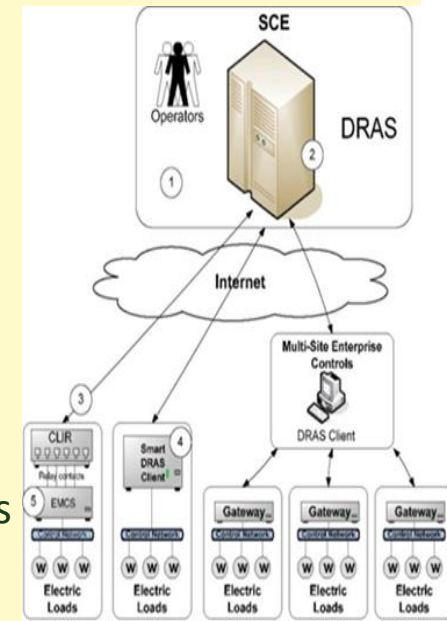 SCE
Operators
DRAS
2
1
Internet
Multi-Site Enterprise
Controls
DRAS Client
3
CLIR
Relay contacts
5
EMCS
Control Network
W W W
Electric
Loads
4
Smart
DRAS
Client
Control Network
W W W
Electric
Loads
Gateway
Control Network
W W W
Electric
Loads
Gateway
Control Network
W W W
Electric
Loads
Gateway
Control Network
W W W
Electric
Loads
s